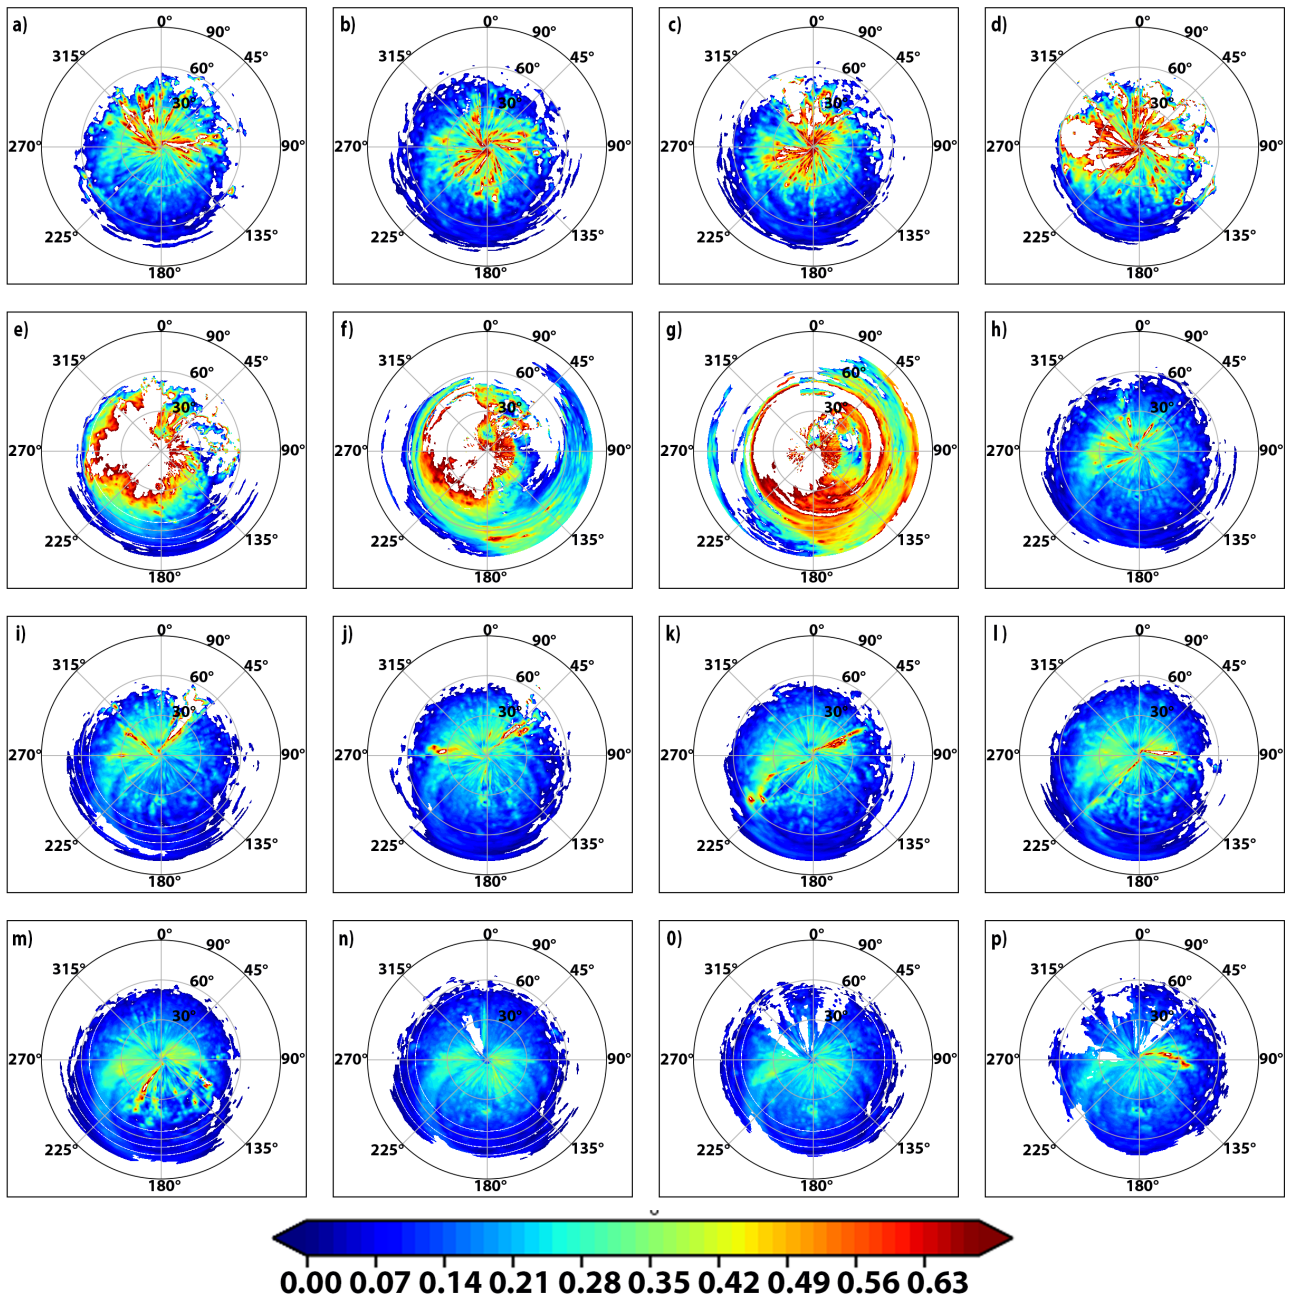 a) 0° 90° 45° 315° 60° 30° 270° 90° 225° 135° 180°
b) 0° 90° 45° 315° 60° 30° 270° 90° 225° 135° 180°
c) 0° 90° 45° 315° 60° 30° 270° 90° 225° 135° 180°
d) 0° 90° 45° 315° 60° 30° 270° 90° 225° 135° 180°
e) 0° 90° 45° 315° 60° 30° 270° 90° 225° 135° 180°
f) 0° 90° 45° 315° 60° 30° 270° 90° 225° 135° 180°
g) 0° 90° 45° 315° 60° 30° 270° 90° 225° 135° 180°
h) 0° 90° 45° 315° 60° 30° 270° 90° 225° 135° 180°
i) 0° 90° 45° 315° 60° 30° 270° 90° 225° 135° 180°
j) 0° 90° 45° 315° 60° 30° 270° 90° 225° 135° 180°
k) 0° 90° 45° 315° 60° 30° 270° 90° 225° 135° 180°
l) 0° 90° 45° 315° 60° 30° 270° 90° 225° 135° 180°
m) 0° 90° 45° 315° 60° 30° 270° 90° 225° 135° 180°
n) 0° 90° 45° 315° 60° 30° 270° 90° 225° 135° 180°
0) 0° 90° 45° 315° 60° 30° 270° 90° 225° 135° 180°
p) 0° 90° 45° 315° 60° 30° 270° 90° 225° 135° 180°
0.00 0.07 0.14 0.21 0.28 0.35 0.42 0.49 0.56 0.63